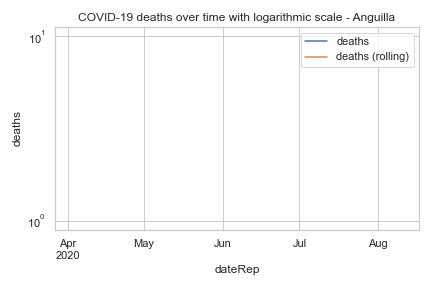 COVID-19 deaths over time with logarithmic scale - Anguilla
10¹
deaths
deaths (rolling)
deaths
10⁰
Apr May Jun Jul Aug
2020
dateRep